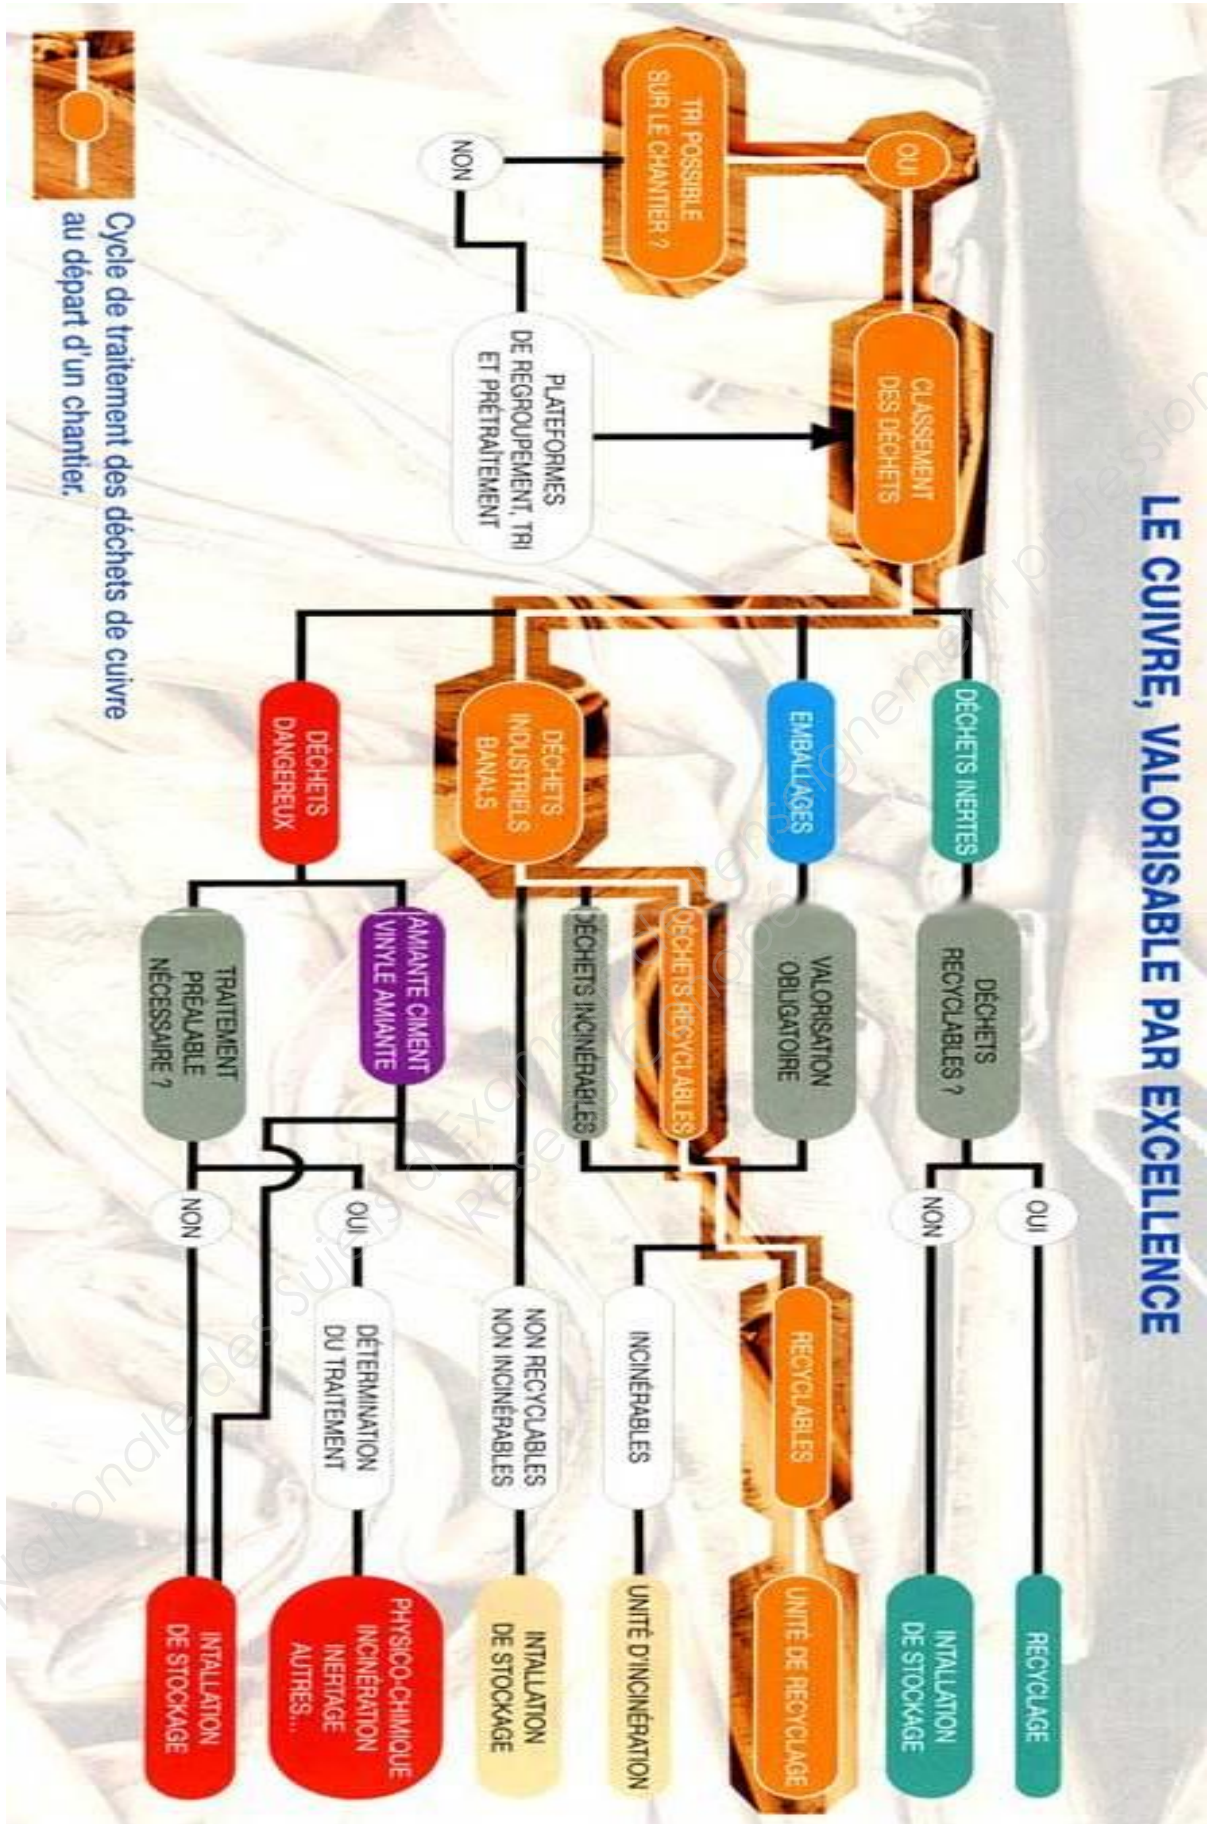 LE CUIVRE, VALORISABLE PAR EXCELLENCE
OUI
TRI POSSIBLE
SUR LE CHANTIER ?
NON
CLASSEMENT
DES DÉCHETS
PLATEFORMES
DE REGROUPEMENT, TRI
ET PRÉTRAÎTEMENT
DÉCHETS INERTES
EMBALLAGES
DÉCHETS
INDUSTRIELS
BANALS
DÉCHETS
DANGEREUX
DÉCHETS
RECYCLABLES ?
VALORISATION
OBLIGATOIRE
DÉCHETS RECYCLABLES
DÉCHETS INCINÉRABLES
AMIANTE CIMENT
VINYLE AMIANTE
TRAITEMENT
PRÉALABLE
NÉCESSAIRE ?
OUI
NON
OUI
NON
RECYCLABLES
INCINÉRABLES
NON RECYCLABLES
NON INCINÉRABLES
DÉTERMINATION
DU TRAITEMENT
RECYCLAGE
INTALLATION
DE STOCKAGE
UNITÉ DE RECYCLAGE
UNITÉ D'INCINÉRATION
INTALLATION
DE STOCKAGE
PHYSICO-CHIMIQUE
INCINÉRATION
INERTAGE
AUTRES...
INTALLATION
DE STOCKAGE
Cycle de traitement des déchets de cuivre
au départ d'un chantier.